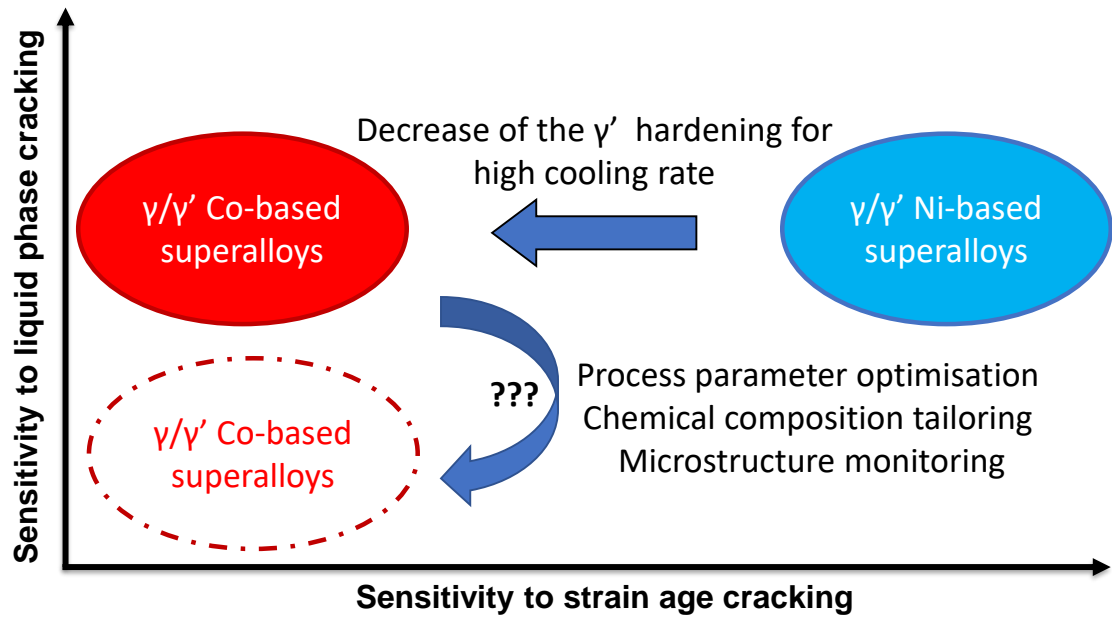 Sensitivity to liquid phase cracking
Decrease of the γ’ hardening for
high cooling rate
γ/γ’ Co-based
superalloys
γ/γ’ Ni-based
superalloys
???
Process parameter optimisation
Chemical composition tailoring
Microstructure monitoring
γ/γ’ Co-based
superalloys
Sensitivity to strain age cracking